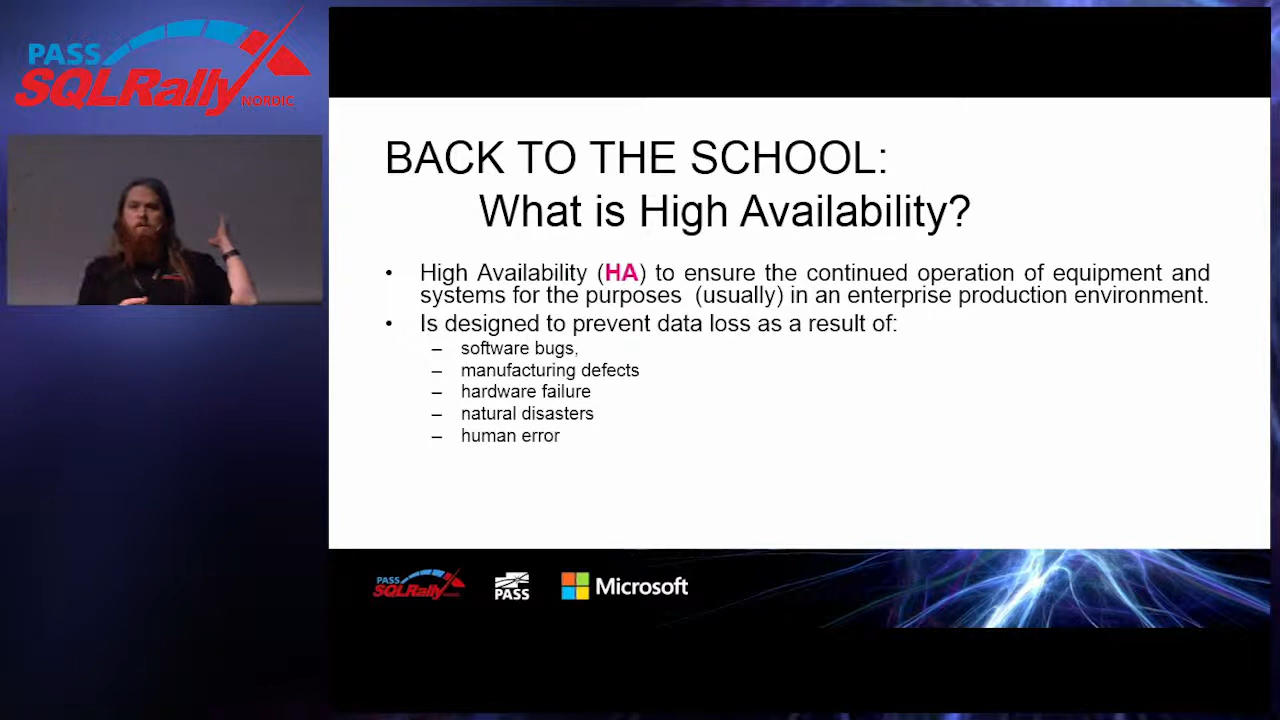 PASS
SQLRally
NORDIC
BACK TO THE SCHOOL:
What is High Availability?
• High Availability (HA) to ensure the continued operation of equipment and
systems for the purposes (usually) in an enterprise production environment.
• Is designed to prevent data loss as a result of:
– software bugs,
– manufacturing defects
– hardware failure
– natural disasters
– human error
PASS
SQLRally
PASS
Microsoft